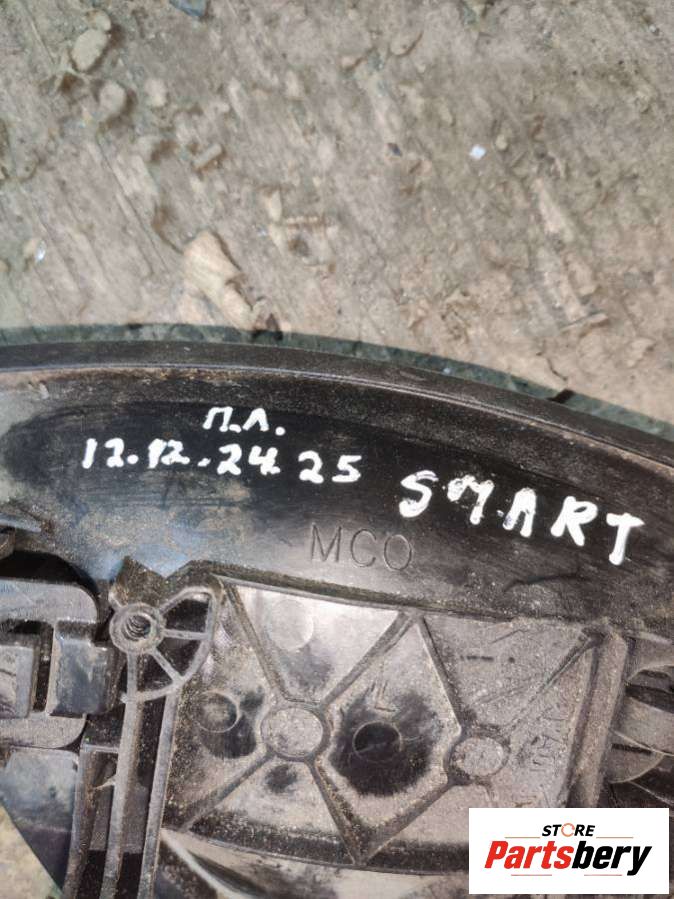 П.Л.
12.12.24.25 SMART
MCO
STORE
Partsbery